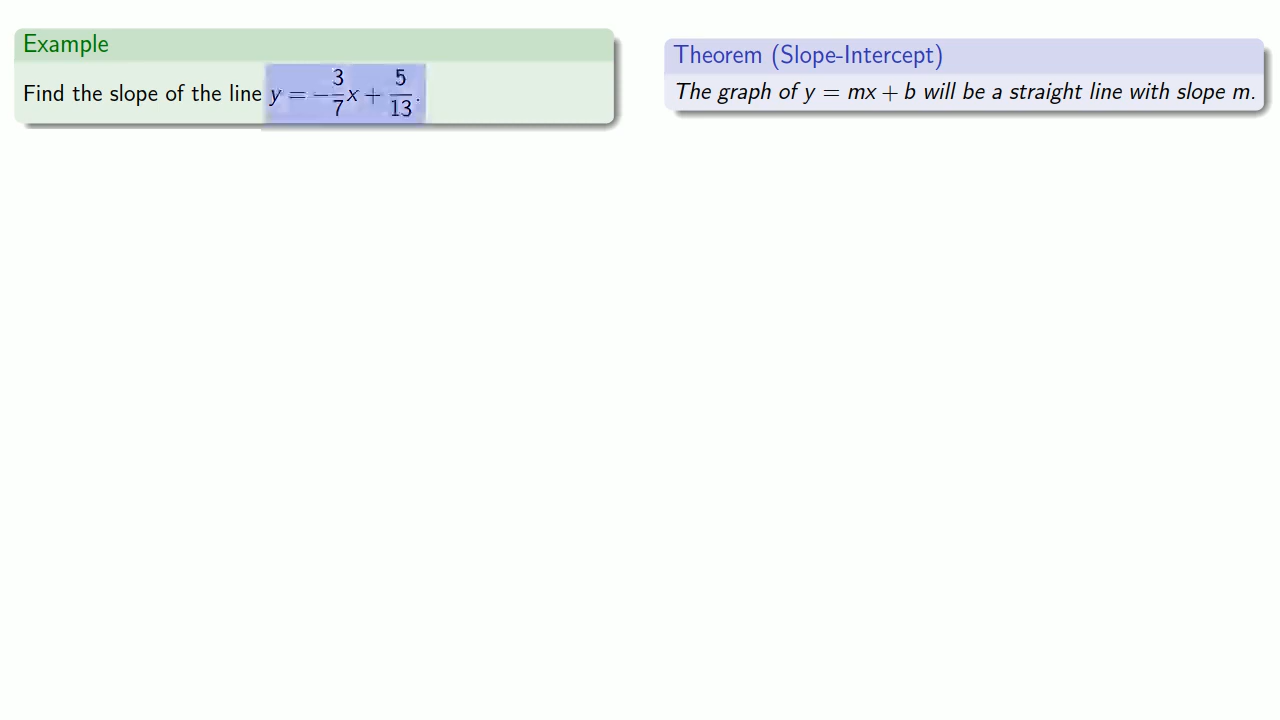 Example
Find the slope of the line y = −3/7x + 5/13.
Theorem (Slope-Intercept)
The graph of y = mx + b will be a straight line with slope m.